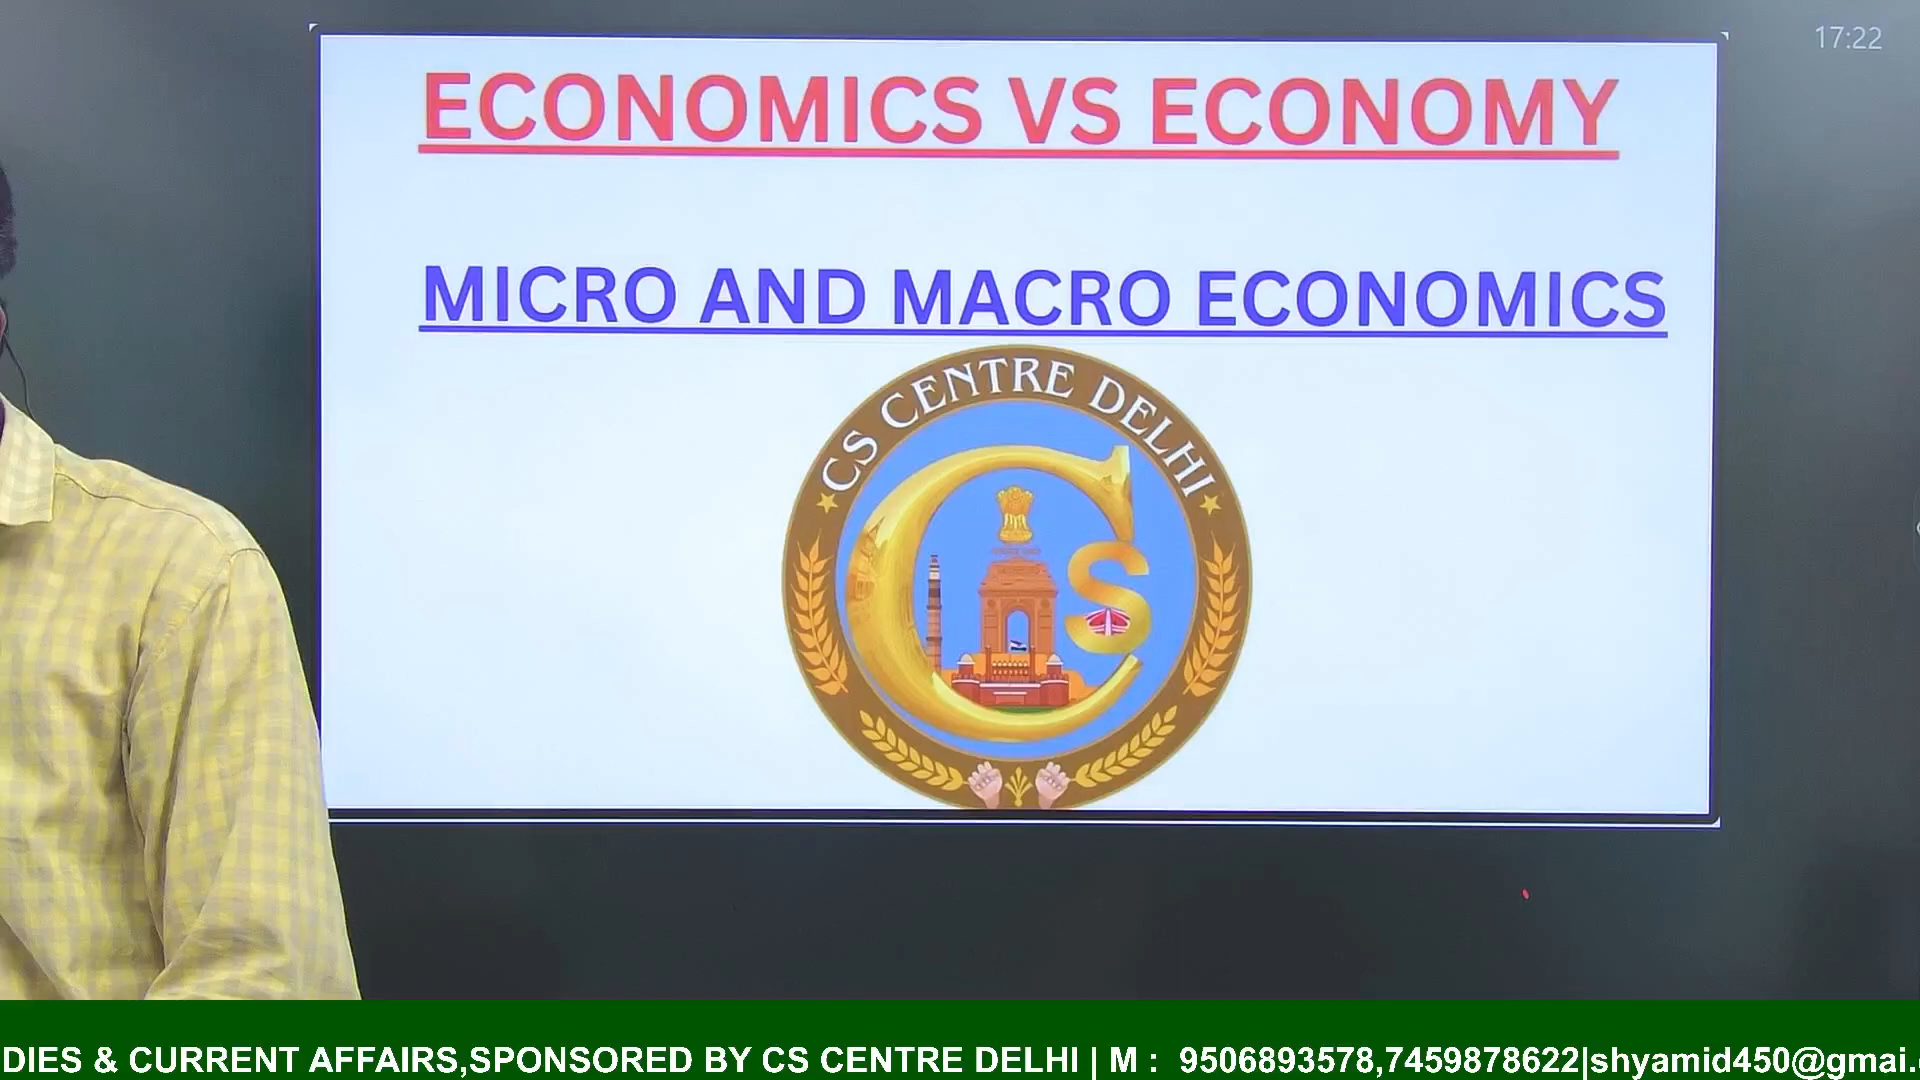 17:22
ECONOMICS VS ECONOMY
MICRO AND MACRO ECONOMICS
CS CENTRE DELHI
CS
DIES & CURRENT AFFAIRS,SPONSORED BY CS CENTRE DELHI | M : 9506893578,7459878622|shyamid450@gmai.